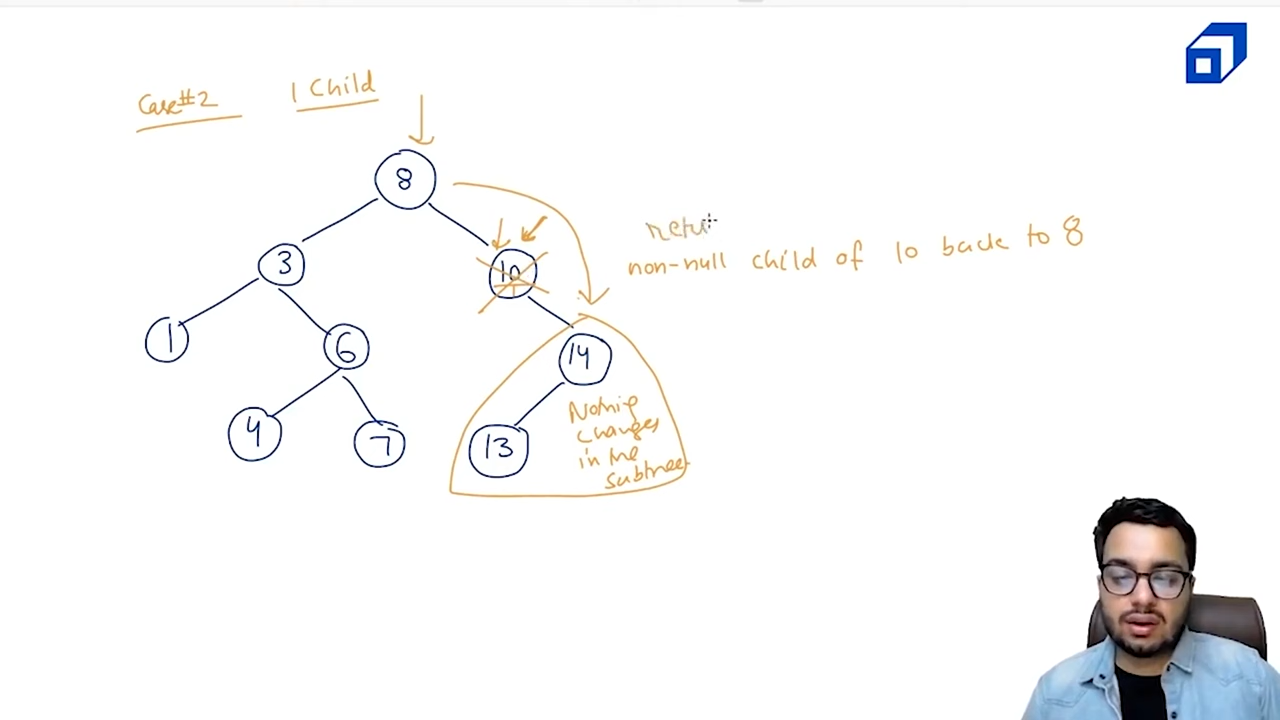 Case#2 1 Child
8
3 10
1 6 14
4 7 13
Nothing
changes
in the
subtree
retur
non-null child of 10 back to 8